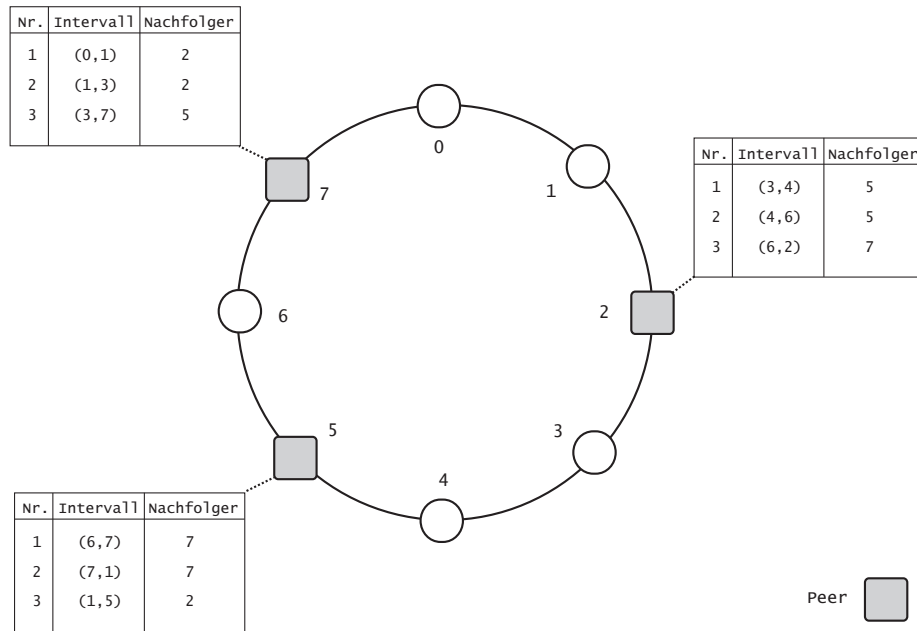 Nr. Intervall Nachfolger
1 (0,1) 2
2 (1,3) 2
3 (3,7) 5
0
1
7
Nr. Intervall Nachfolger
1 (3,4) 5
2 (4,6) 5
3 (6,2) 7
2
6
5
3
4
Nr. Intervall Nachfolger
1 (6,7) 7
2 (7,1) 7
3 (1,5) 2
Peer